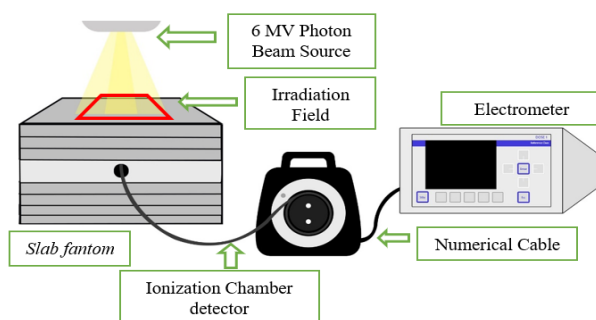 6 MV Photon
Beam Source
Irradiation
Field
Electrometer
Slab fantom
Numerical Cable
Ionization Chamber
detector